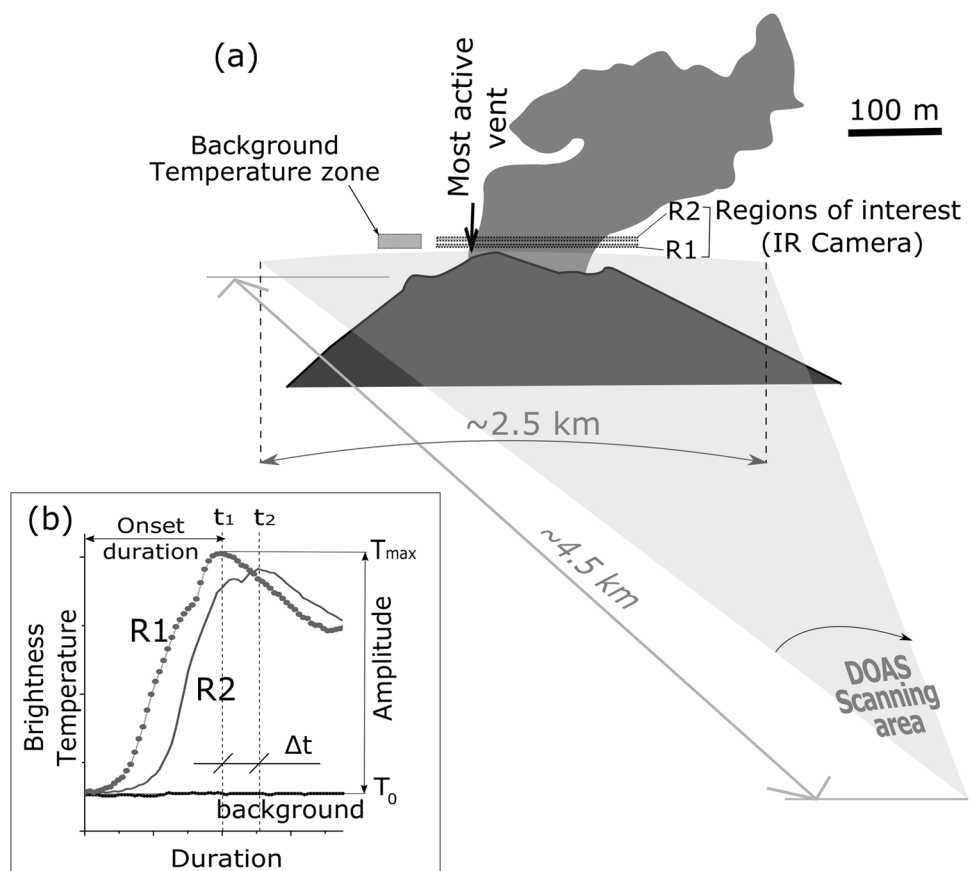 (a)
Most active
vent
100 m
Background
Temperature zone
R2
R1
Regions of interest
(IR Camera)
~2.5 km
~4.5 km
DOAS
Scanning
area
(b)
Onset
duration
t1
t2
Tmax
R1
R2
Δt
Amplitude
T0
background
Brightness
Temperature
Duration